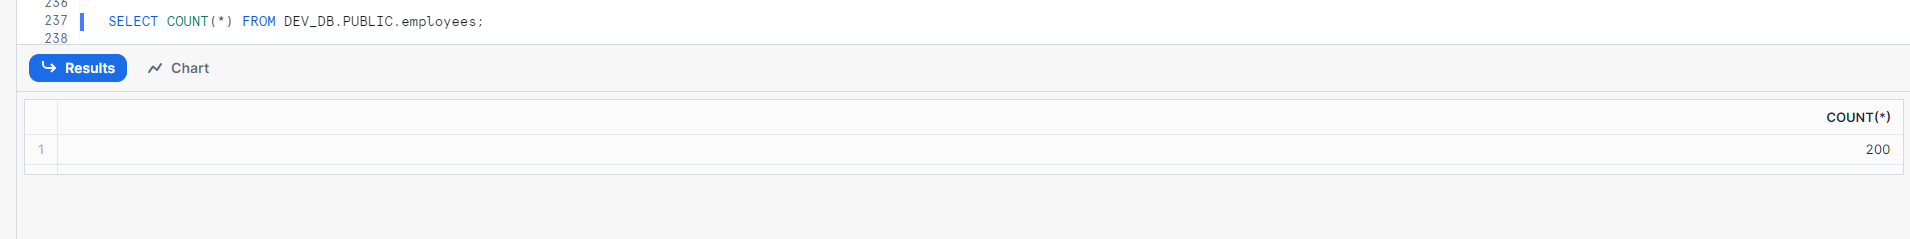 236
237 SELECT COUNT(*) FROM DEV_DB.PUBLIC.employees;
238
Results Chart
COUNT(*)
1 200